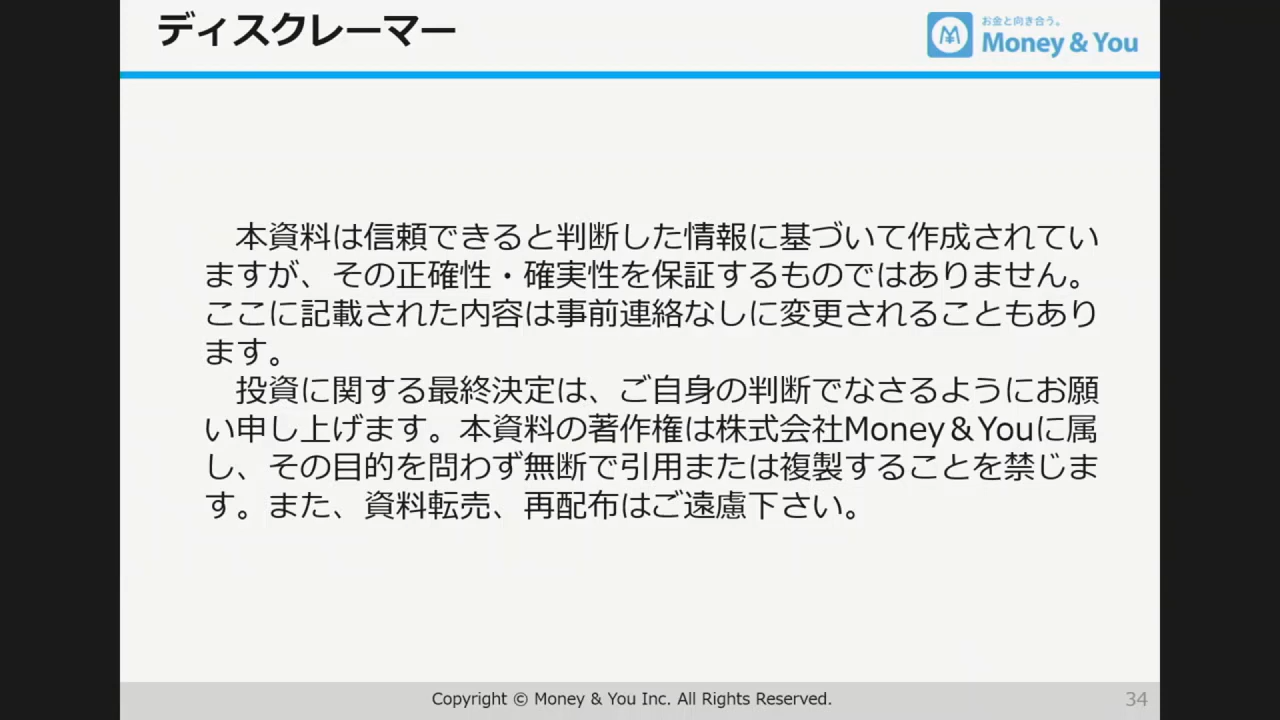 ディスクレーマー
お金と向き合う。
Money & You
　本資料は信頼できると判断した情報に基づいて作成されてい
ますが、その正確性・確実性を保証するものではありません。
ここに記載された内容は事前連絡なしに変更されることもあり
ます。
　投資に関する最終決定は、ご自身の判断でなさるようにお願
い申し上げます。本資料の著作権は株式会社Money＆Youに属
し、その目的を問わず無断で引用または複製することを禁じま
す。また、資料転売、再配布はご遠慮下さい。
Copyright © Money & You Inc. All Rights Reserved.
34